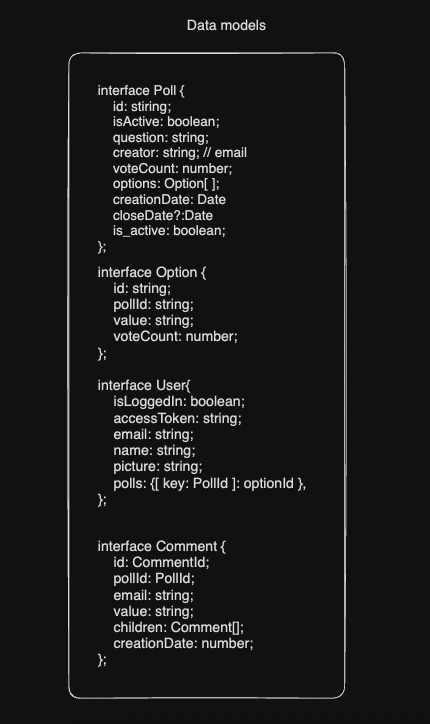 Data models
interface Poll {
id: stiring;
isActive: boolean;
question: string;
creator: string; // email
voteCount: number;
options: Option[ ];
creationDate: Date
closeDate?:Date
is_active: boolean;
};
interface Option {
id: string;
pollId: string;
value: string;
voteCount: number;
};
interface User{
isLoggedIn: boolean;
accessToken: string;
email: string;
name: string;
picture: string;
polls: {[ key: PollId ]: optionId },
};
interface Comment {
id: CommentId;
pollId: PollId;
email: string;
value: string;
children: Comment[];
creationDate: number;
};